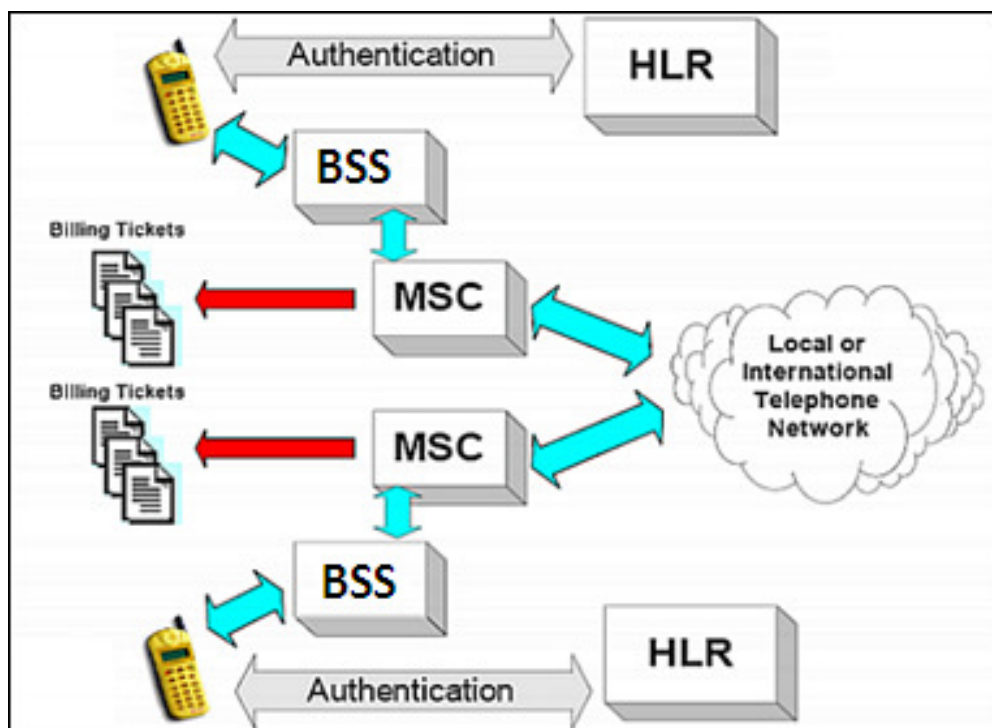 Authentication
HLR
BSS
Billing Tickets
MSC
Local or
International
Telephone
Network
Billing Tickets
MSC
BSS
HLR
Authentication